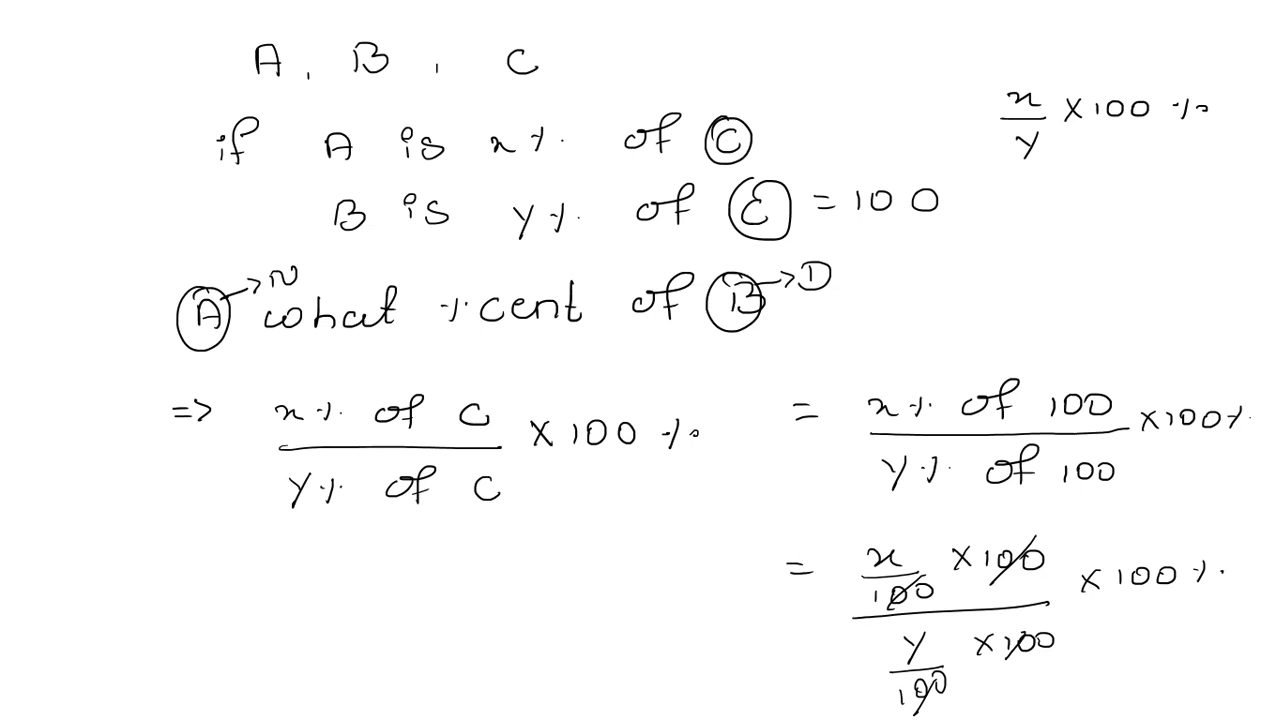 A, B, C
x/y × 100 %
if A is x % of C
B is y % of C = 100
A → N what % cent of B → D
=> x % of C / y % of C × 100 % = x % of 100 / y % of 100 × 100 %
= x/100 × 100 / y/100 × 100 × 100 %